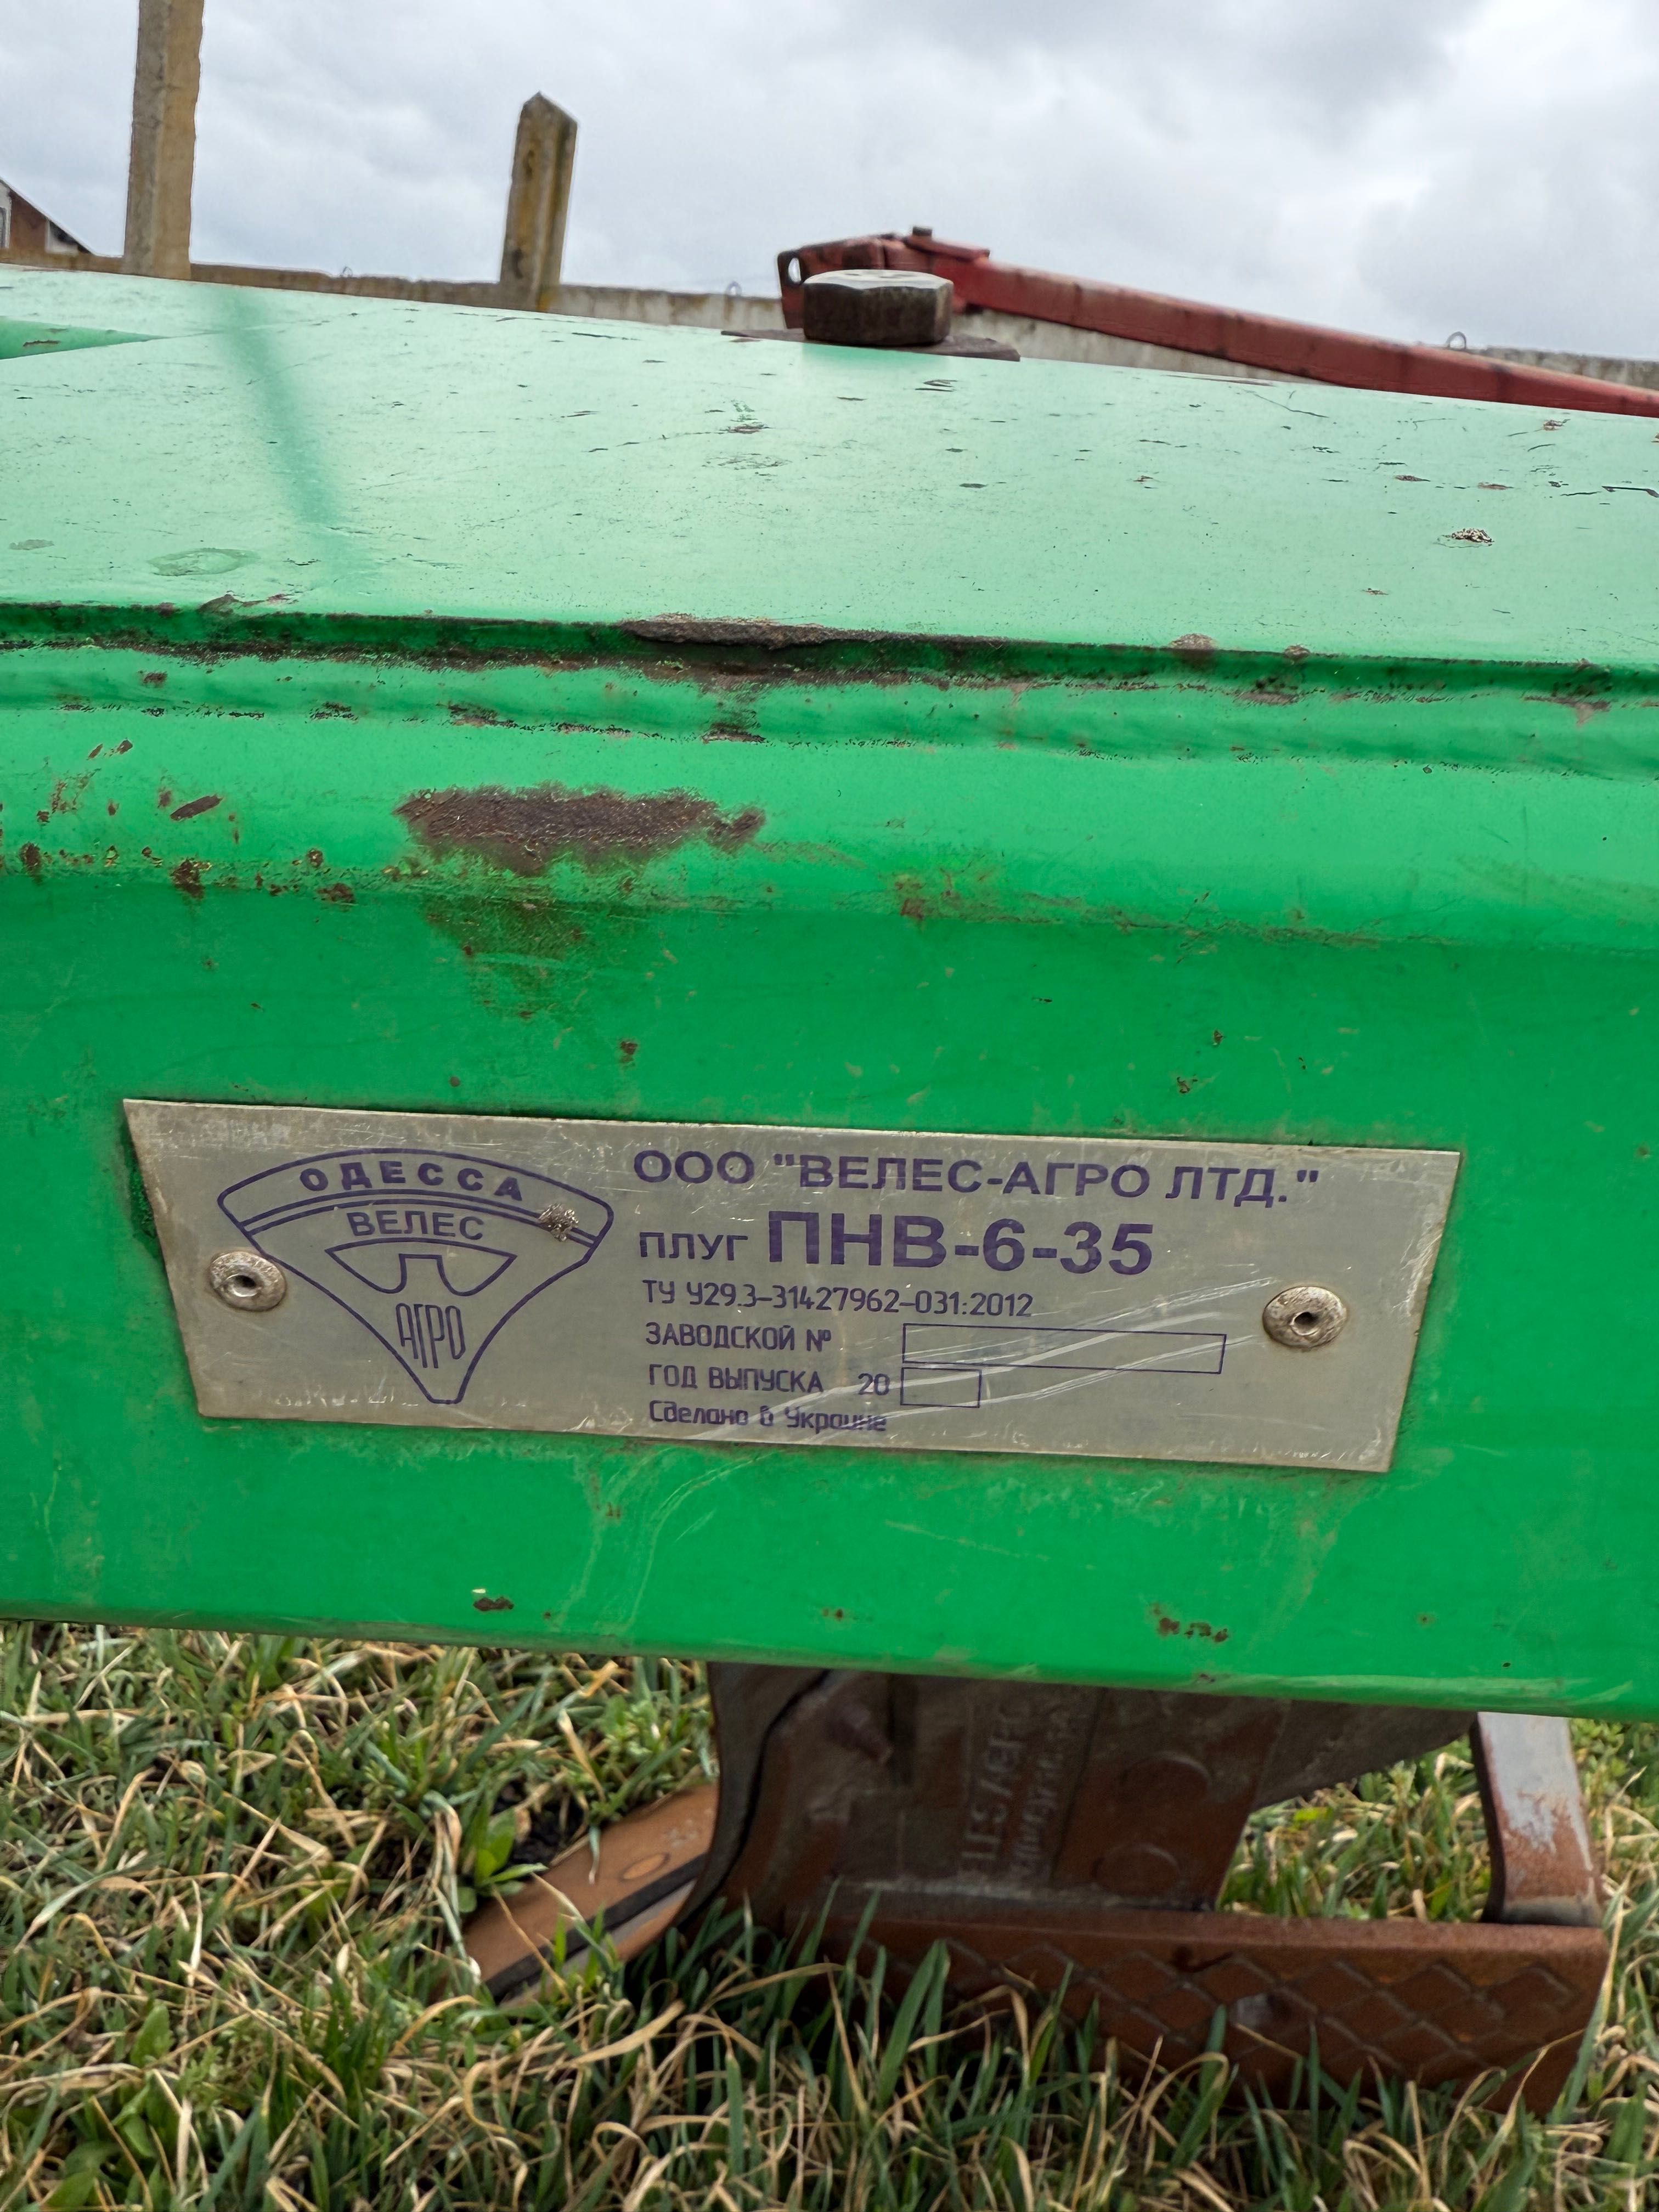 ОДЕССА
ВЕЛЕС
АГРО
ООО "ВЕЛЕС-АГРО ЛТД."
ПЛУГ ПНВ-6-35
ТУ У29.3-31427962-031:2012
ЗАВОДСКОЙ №
ГОД ВЫПУСКА 20
Сделано в Украине